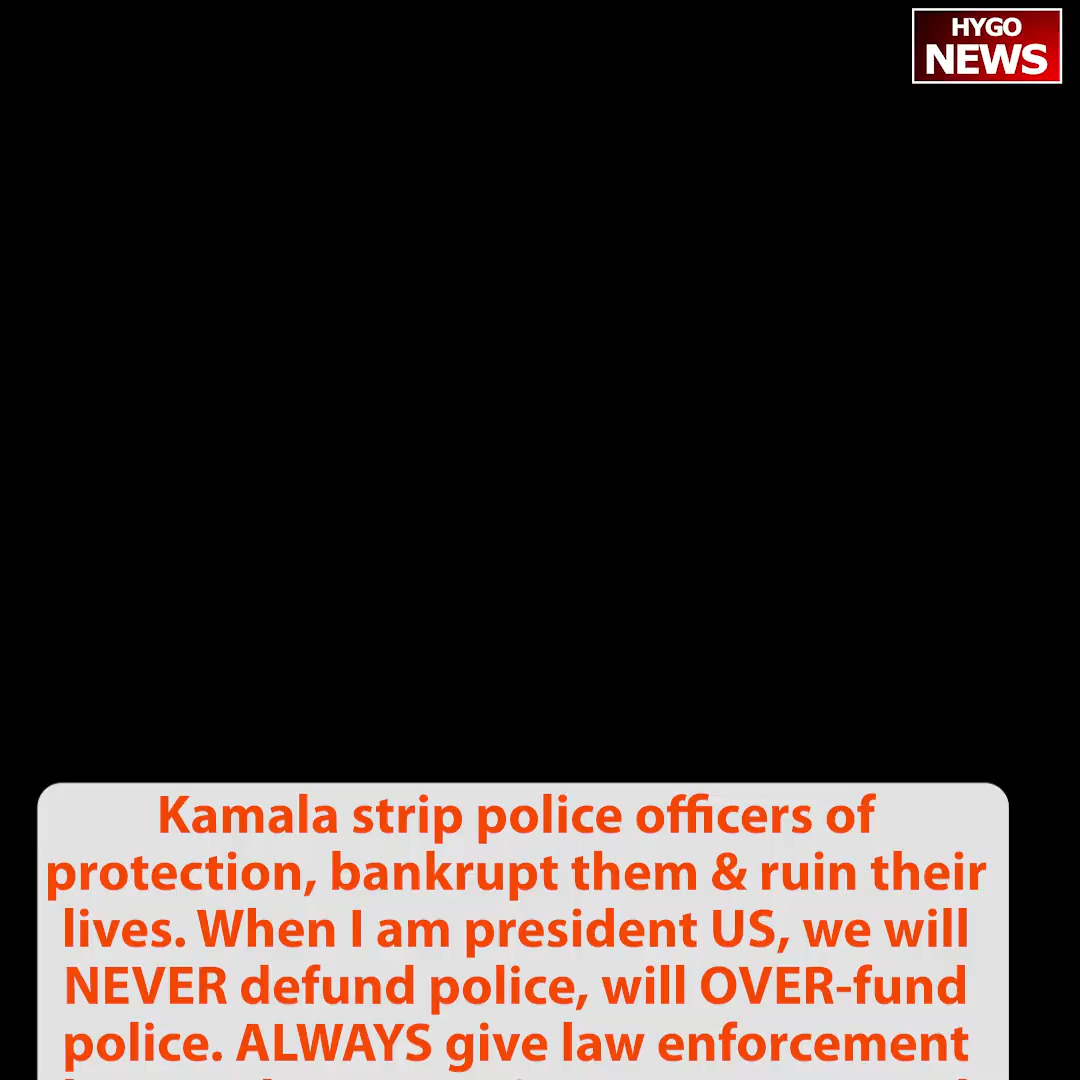 HYGO
NEWS
Kamala strip police officers of
protection, bankrupt them & ruin their
lives. When I am president US, we will
NEVER defund police, will OVER-fund
police. ALWAYS give law enforcement